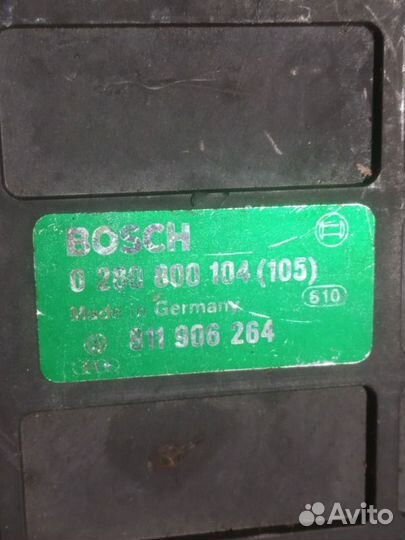 BOSCH
0 280 800 104 (105)
Made in Germany
610
811 906 264
Avito